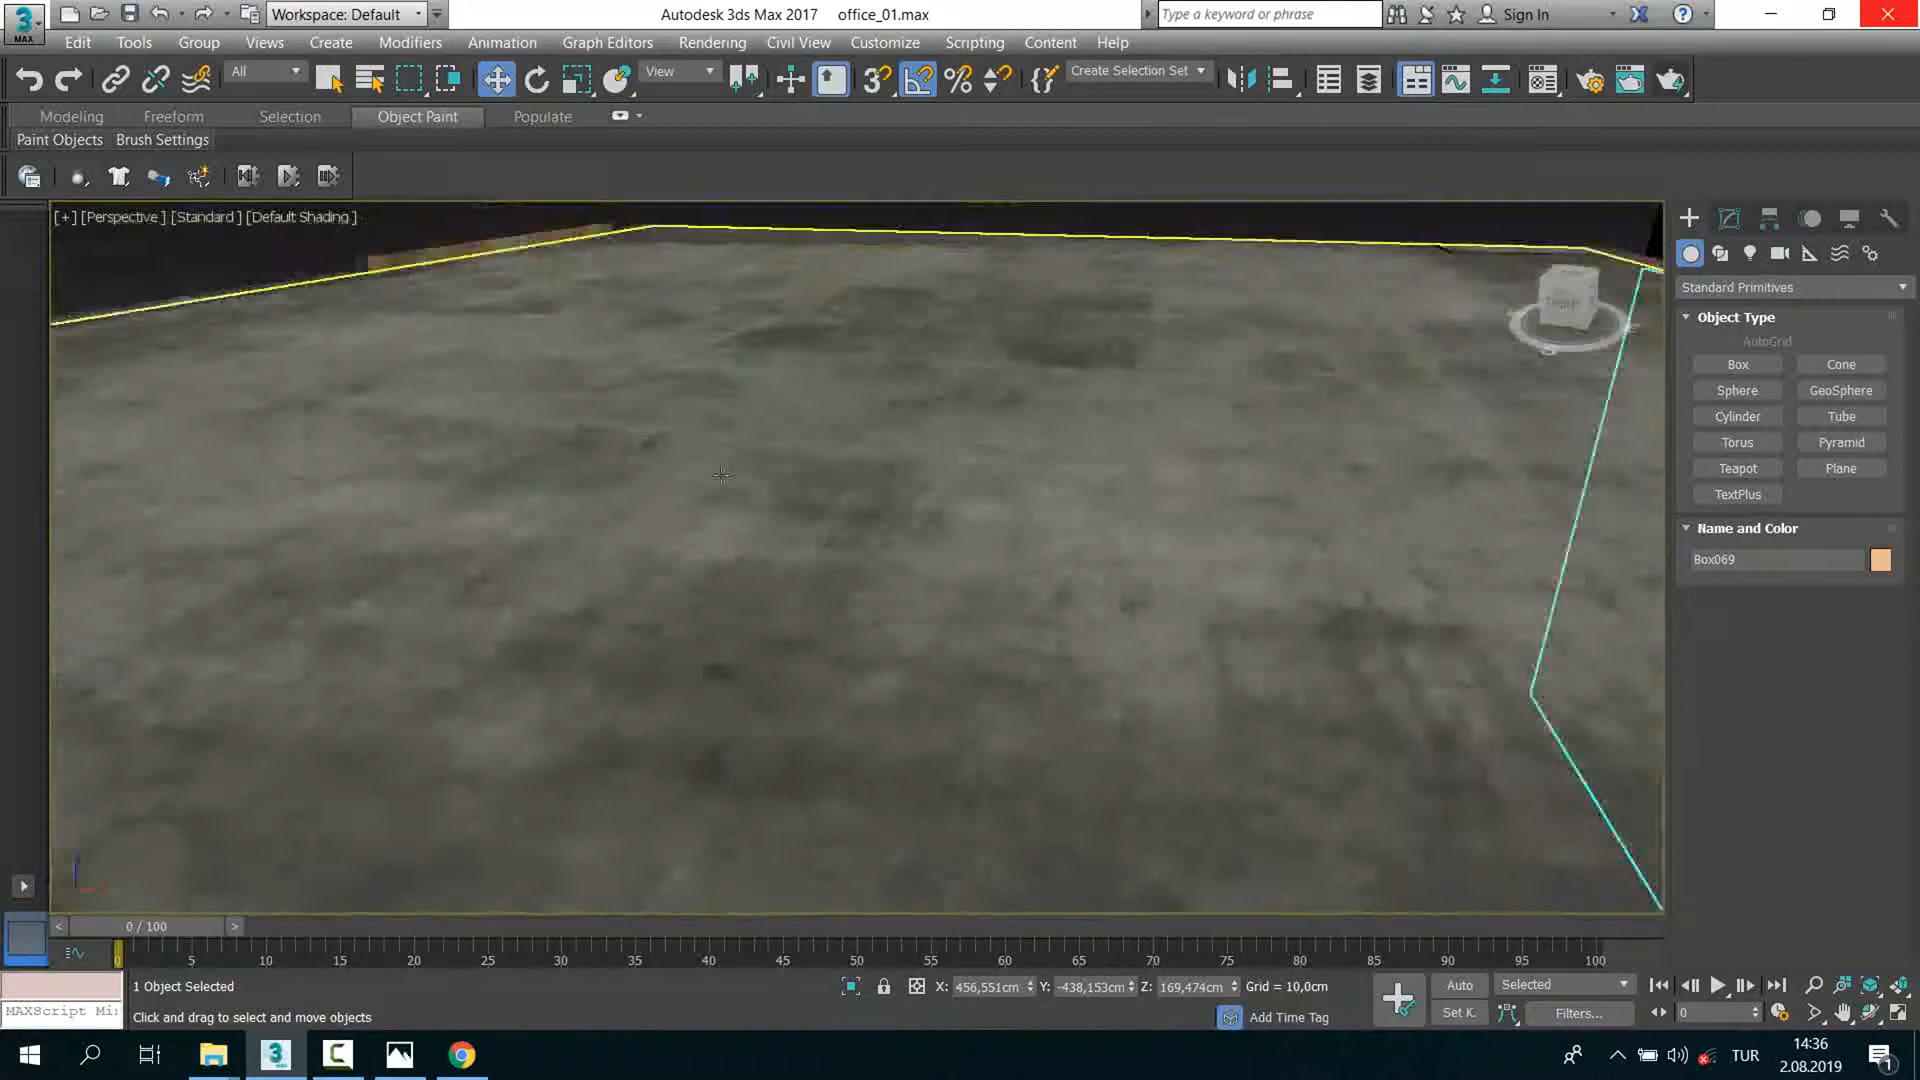 Workspace: Default
Autodesk 3ds Max 2017 office_01.max
Type a keyword or phrase
Sign In
MAX
Edit Tools Group Views Create Modifiers Animation Graph Editors Rendering Civil View Customize Scripting Content Help
All
View
Create Selection Set
Modeling Freeform Selection Object Paint Populate
Paint Objects Brush Settings
[+] [Perspective] [Standard] [Default Shading]
Standard Primitives
Object Type
AutoGrid
Box Cone
Sphere GeoSphere
Cylinder Tube
Torus Pyramid
Teapot Plane
TextPlus
Name and Color
Box069
< 0 / 100 >
0 5 10 15 20 25 30 35 40 45 50 55 60 65 70 75 80 85 90 95 100
1 Object Selected
X: 456,551cm Y: -438,153cm Z: 169,474cm Grid = 10,0cm
Auto Selected
MAXScript Mi
Click and drag to select and move objects
Add Time Tag
Set K. Filters...
0
TUR
14:36
2.08.2019
1